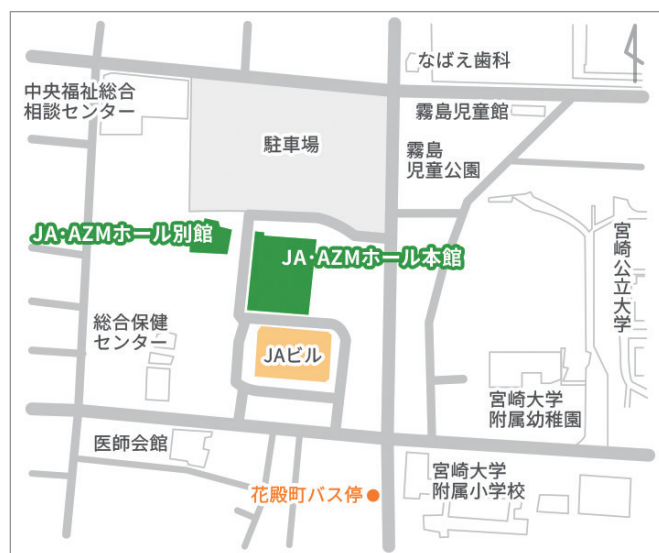 なばえ歯科
中央福祉総合
相談センター
霧島児童館
駐車場
霧島
児童公園
JA・AZMホール別館
JA・AZMホール本館
宮崎公立大学
総合保健
センター
JAビル
宮崎大学
附属幼稚園
医師会館
宮崎大学
附属小学校
花殿町バス停